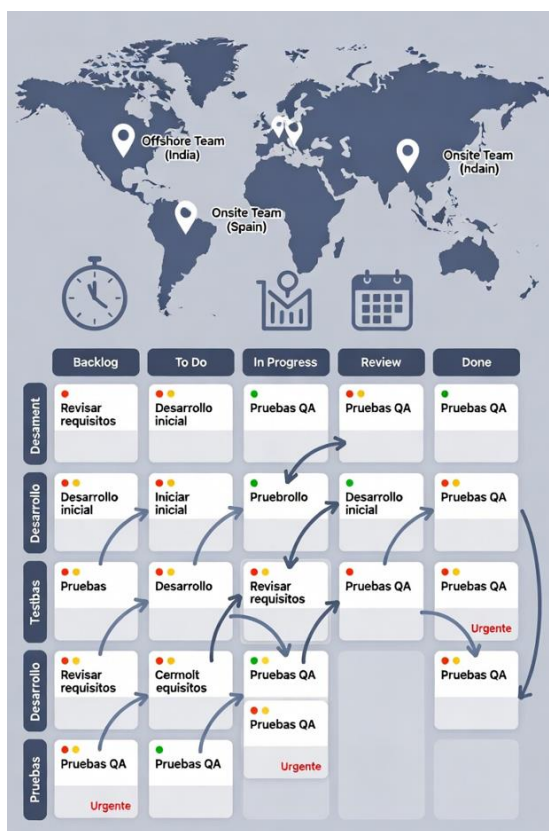 Offshore Team
(India)
Onsite Team
(ndain)
Onsite Team
(Spain)
Backlog
To Do
In Progress
Review
Done
Desament
Revisar
requisitos
Desarrollo
inicial
Pruebas QA
Pruebas QA
Pruebas QA
Desarrollo
Desarrollo
inicial
Iniciar
inicial
Pruebrollo
Desarrollo
inicial
Pruebas QA
Testbas
Pruebas
Desarrollo
Revisar
requisitos
Pruebas QA
Pruebas QA
Urgente
Desarrollo
Revisar
requisitos
Cermolt
equisitos
Pruebas QA
Pruebas QA
Pruebas QA
Urgente
Pruebas
Pruebas QA
Urgente
Pruebas QA